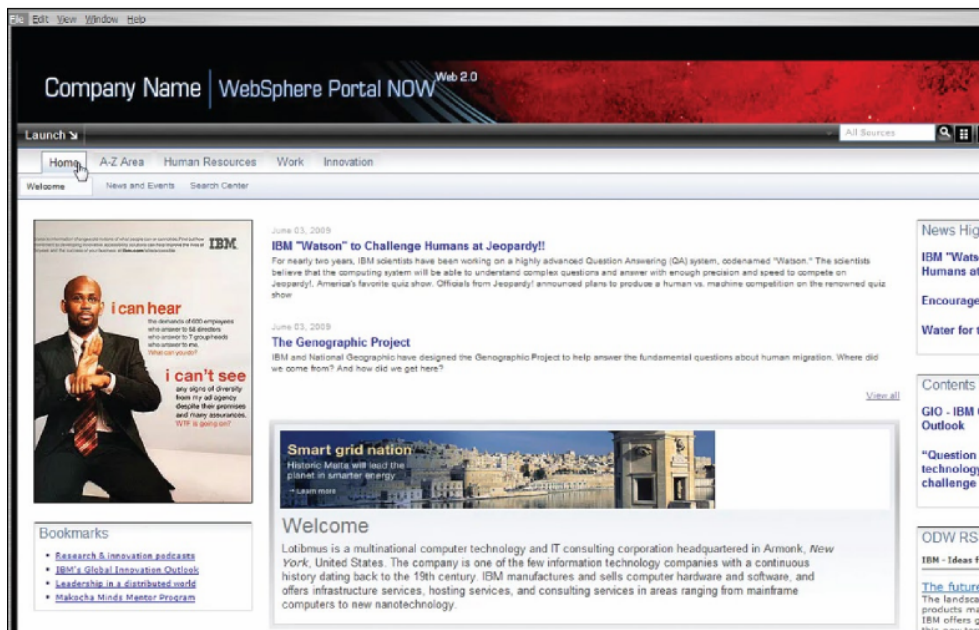 File Edit View Window Help
Company Name | WebSphere Portal NOW Web 2.0
Launch
All Sources
Home A-Z Area Human Resources Work Innovation
Welcome News and Events Search Center
IBM
i can hear
the demands of 600 employees
who answer to 68 directors
who answer to 7 group heads
who answer to me.
What can you do?
i can't see
any signs of diversity
from my ad agency
despite their promises
and many assurances.
WTF is going on?
Bookmarks
Research & innovation podcasts
IBM's Global Innovation Outlook
Leadership in a distributed world
Makocha Minds Mentor Program
June 03, 2009
IBM "Watson" to Challenge Humans at Jeopardy!!
For nearly two years, IBM scientists have been working on a highly advanced Question Answering (QA) system, codenamed "Watson." The scientists
believe that the computing system will be able to understand complex questions and answer with enough precision and speed to compete on
Jeopardy!, America's favorite quiz show. Officials from Jeopardy! announced plans to produce a human vs. machine competition on the renowned quiz
show
June 03, 2009
The Genographic Project
IBM and National Geographic have designed the Genographic Project to help answer the fundamental questions about human migration. Where did
we come from? And how did we get here?
View all
Smart grid nation
Historic Malta will lead the
planet in smarter energy
Learn more
Welcome
Lotibmus is a multinational computer technology and IT consulting corporation headquartered in Armonk, New
York, United States. The company is one of the few information technology companies with a continuous
history dating back to the 19th century. IBM manufactures and sells computer hardware and software, and
offers infrastructure services, hosting services, and consulting services in areas ranging from mainframe
computers to new nanotechnology.
News Hig
IBM "Wats
Humans at
Encourage
Water for t
Contents
GIO - IBM
Outlook
"Question
technology
challenge
ODW RS
IBM - Ideas f
The future
The landsca
products ma
IBM offers g